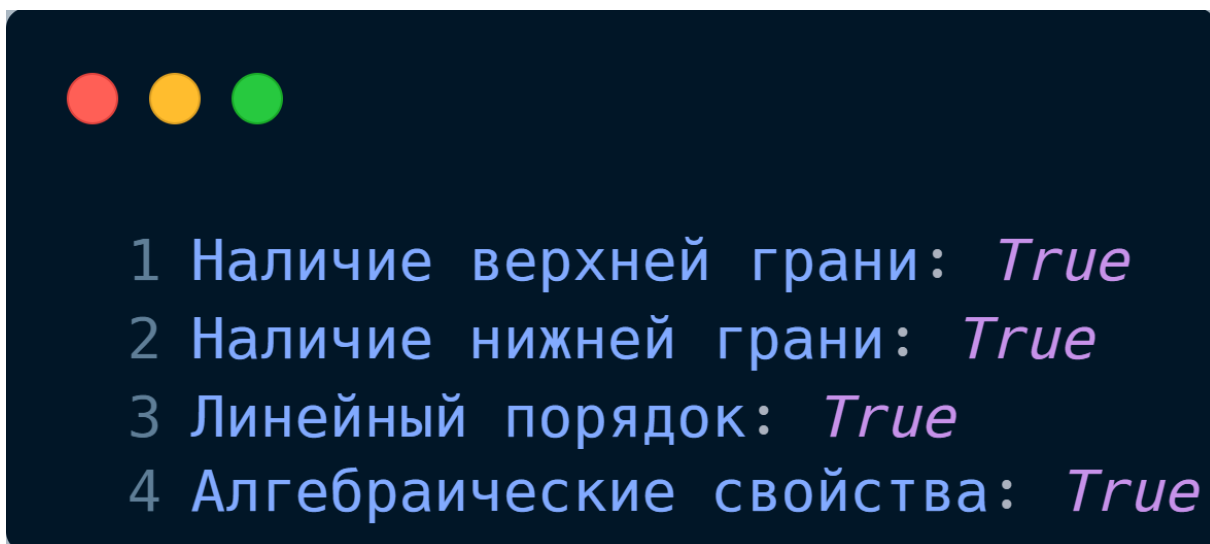 1 Наличие верхней грани: True
2 Наличие нижней грани: True
3 Линейный порядок: True
4 Алгебраические свойства: True